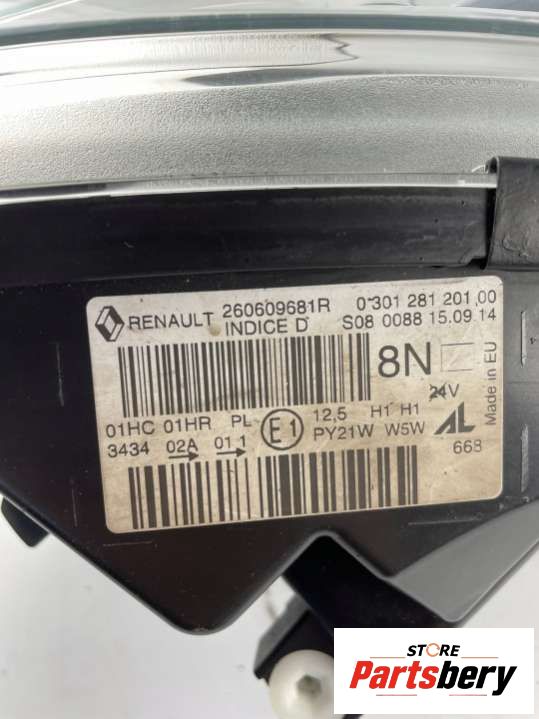 RENAULT 260609681R 0 301 281 201 00
INDICE D S08 0088 15.09.14
8N
24V
Made in EU
01HC 01HR PL E1 12,5 H1 H1 AL
3434 02A 01 1 PY21W W5W 668
STORE
Partsbery